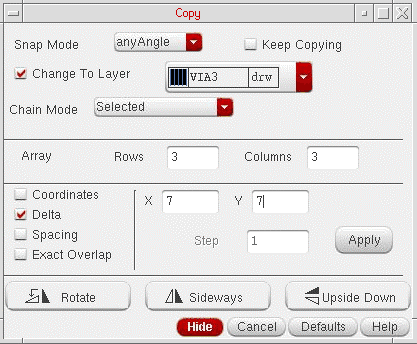 Copy
Snap Mode anyAngle Keep Copying
Change To Layer VIA3 drw
Chain Mode Selected
Array Rows 3 Columns 3
Coordinates X 7 Y 7
Delta
Spacing Step 1 Apply
Exact Overlap
Rotate Sideways Upside Down
Hide Cancel Defaults Help